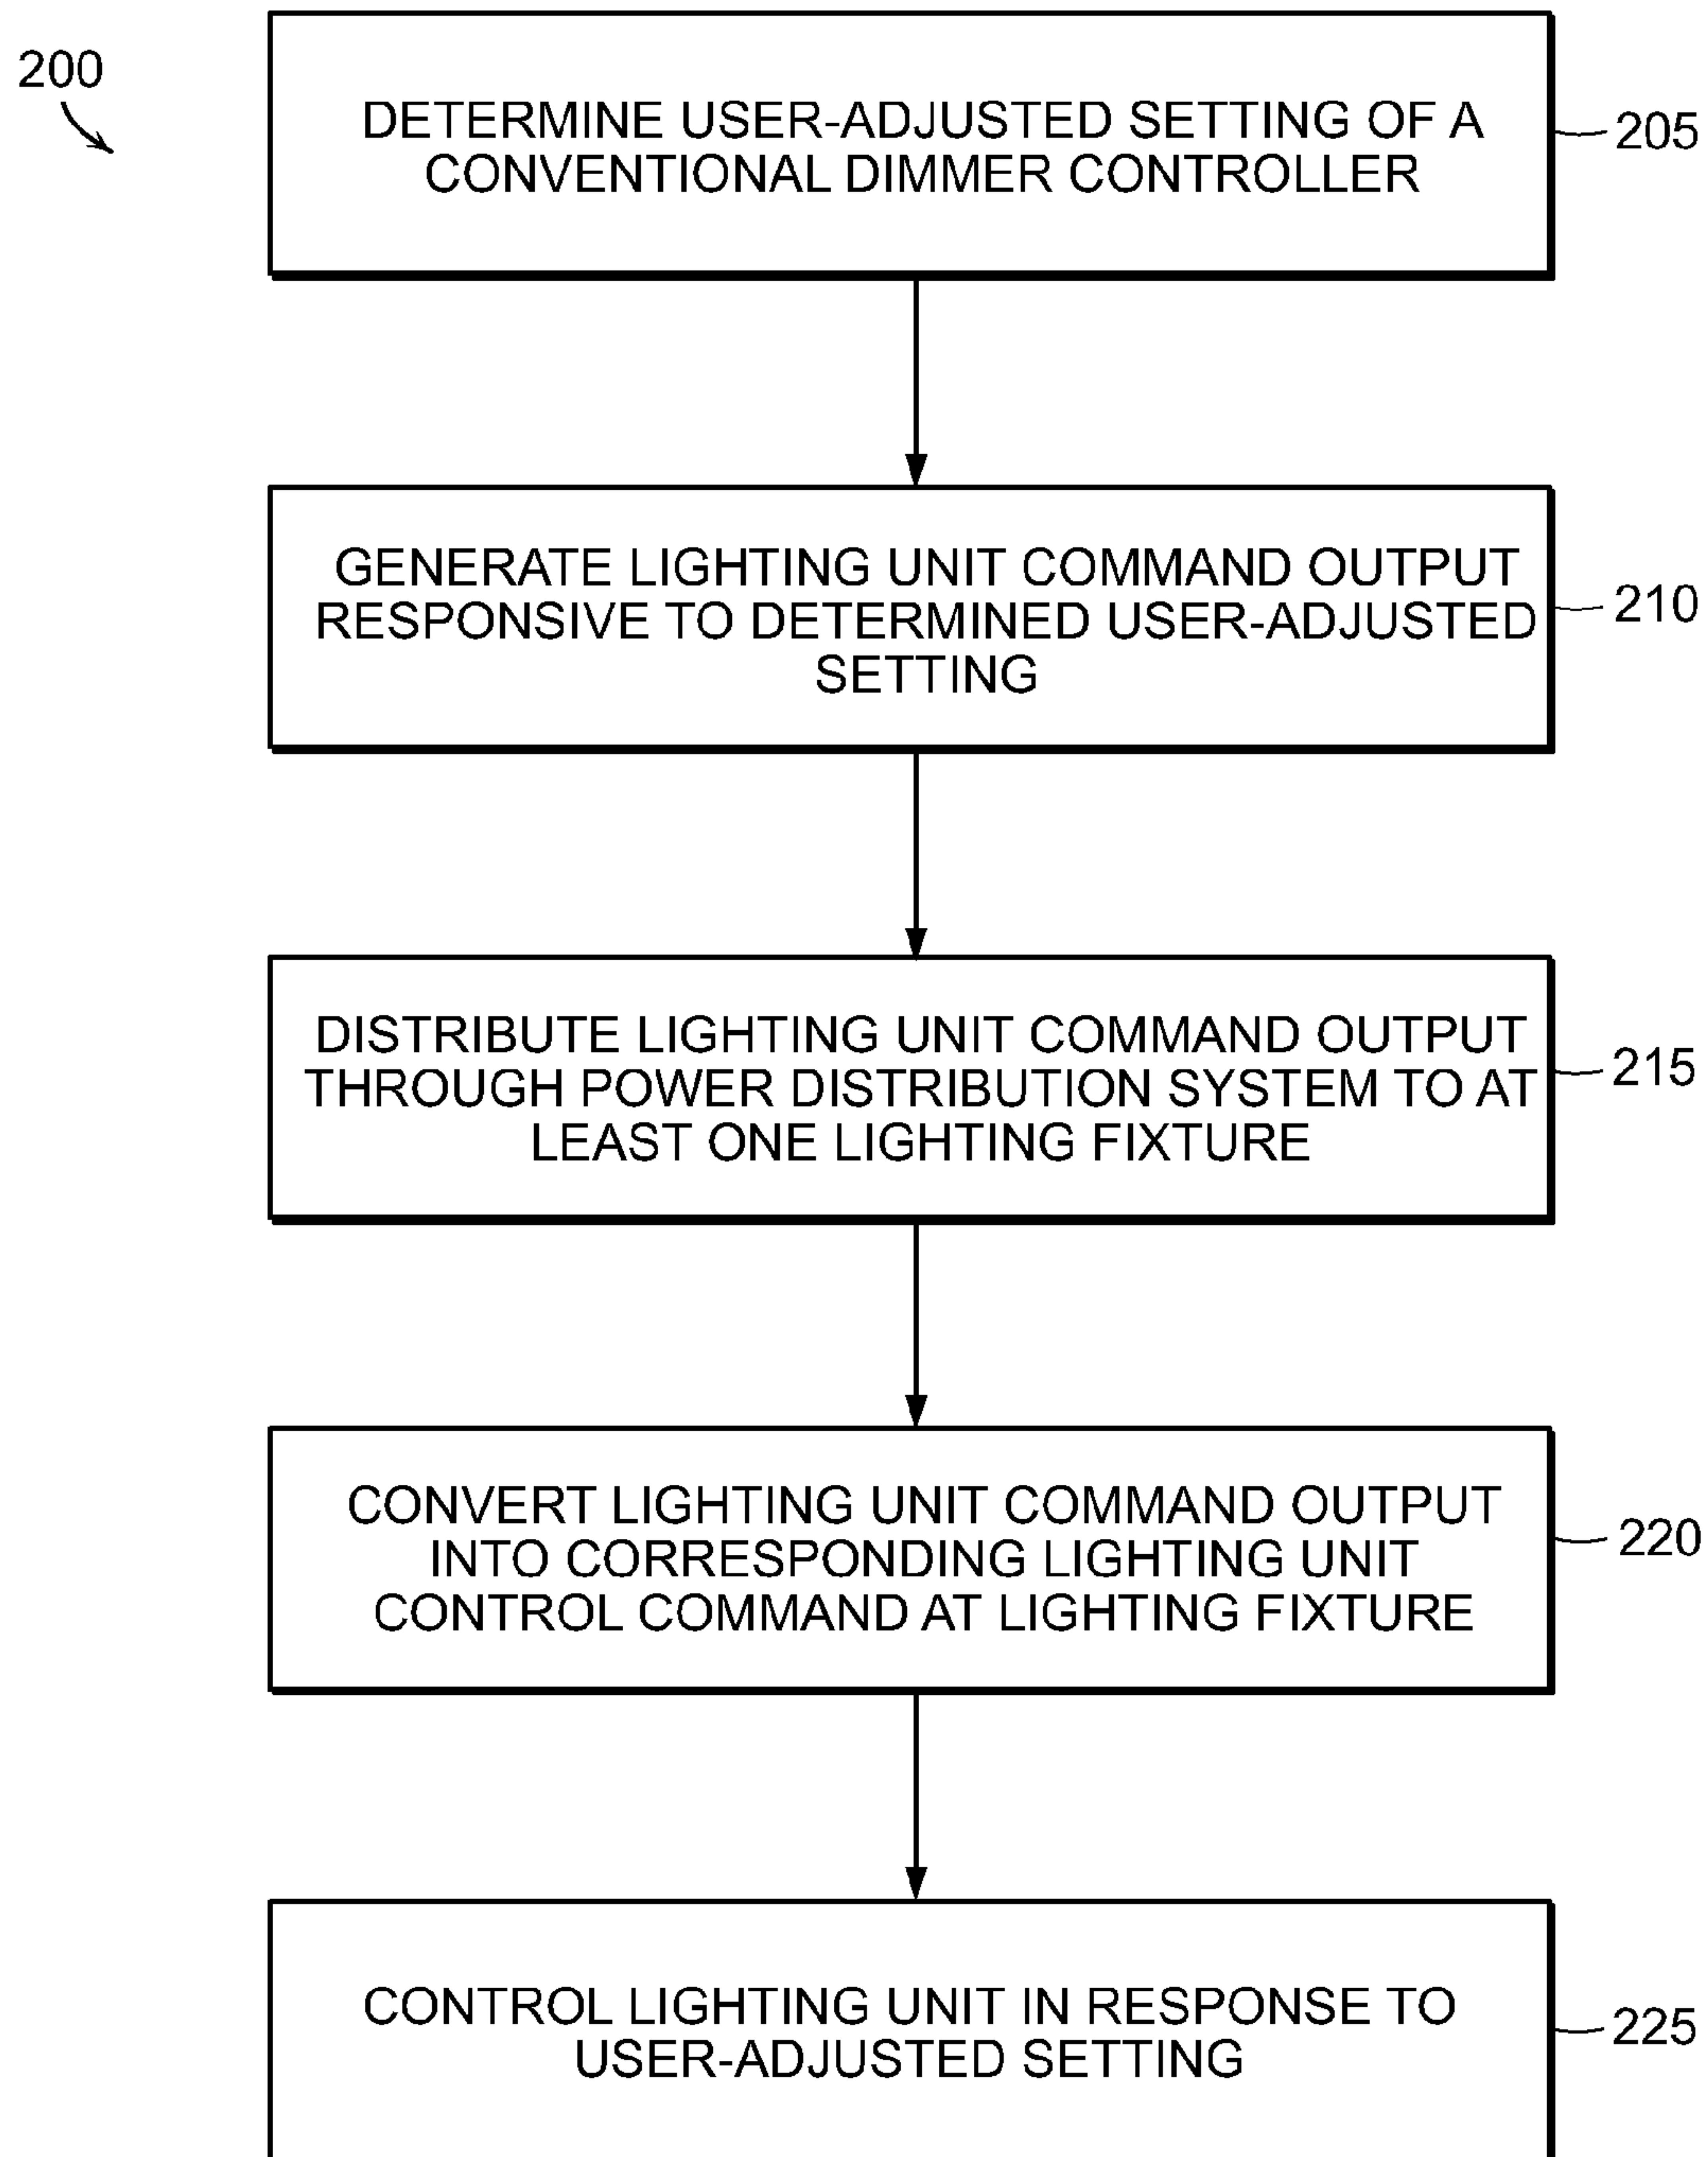 200
DETERMINE USER-ADJUSTED SETTING OF A
CONVENTIONAL DIMMER CONTROLLER
205
GENERATE LIGHTING UNIT COMMAND OUTPUT
RESPONSIVE TO DETERMINED USER-ADJUSTED
SETTING
210
DISTRIBUTE LIGHTING UNIT COMMAND OUTPUT
THROUGH POWER DISTRIBUTION SYSTEM TO AT
LEAST ONE LIGHTING FIXTURE
215
CONVERT LIGHTING UNIT COMMAND OUTPUT
INTO CORRESPONDING LIGHTING UNIT
CONTROL COMMAND AT LIGHTING FIXTURE
220
CONTROL LIGHTING UNIT IN RESPONSE TO
USER-ADJUSTED SETTING
225